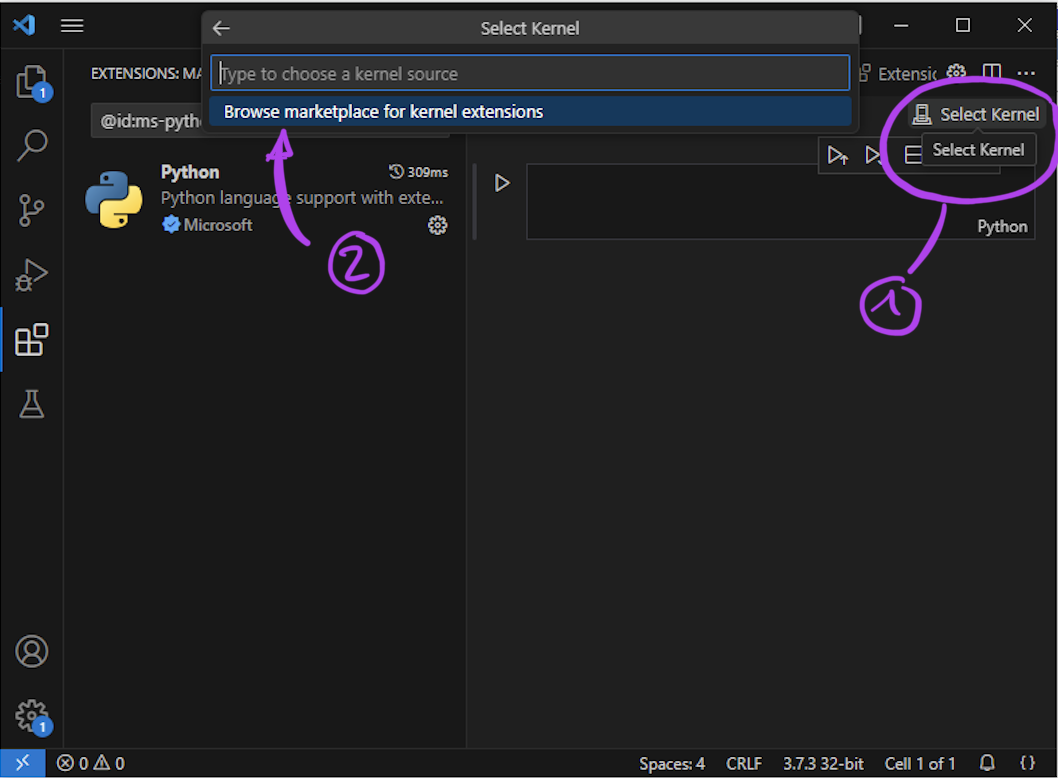 Select Kernel
Type to choose a kernel source
Browse marketplace for kernel extensions
EXTENSIONS: MA
@id:ms-pyth
Extensic
Select Kernel
Select Kernel
Python
309ms
Python language support with exte...
Microsoft
Python
1
2
1
1
0 0
Spaces: 4
CRLF
3.7.3 32-bit
Cell 1 of 1
{}